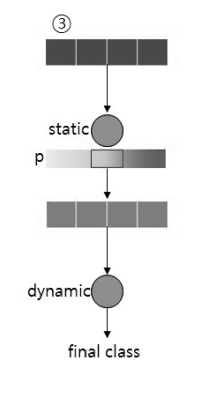 ③
static
p
dynamic
final class